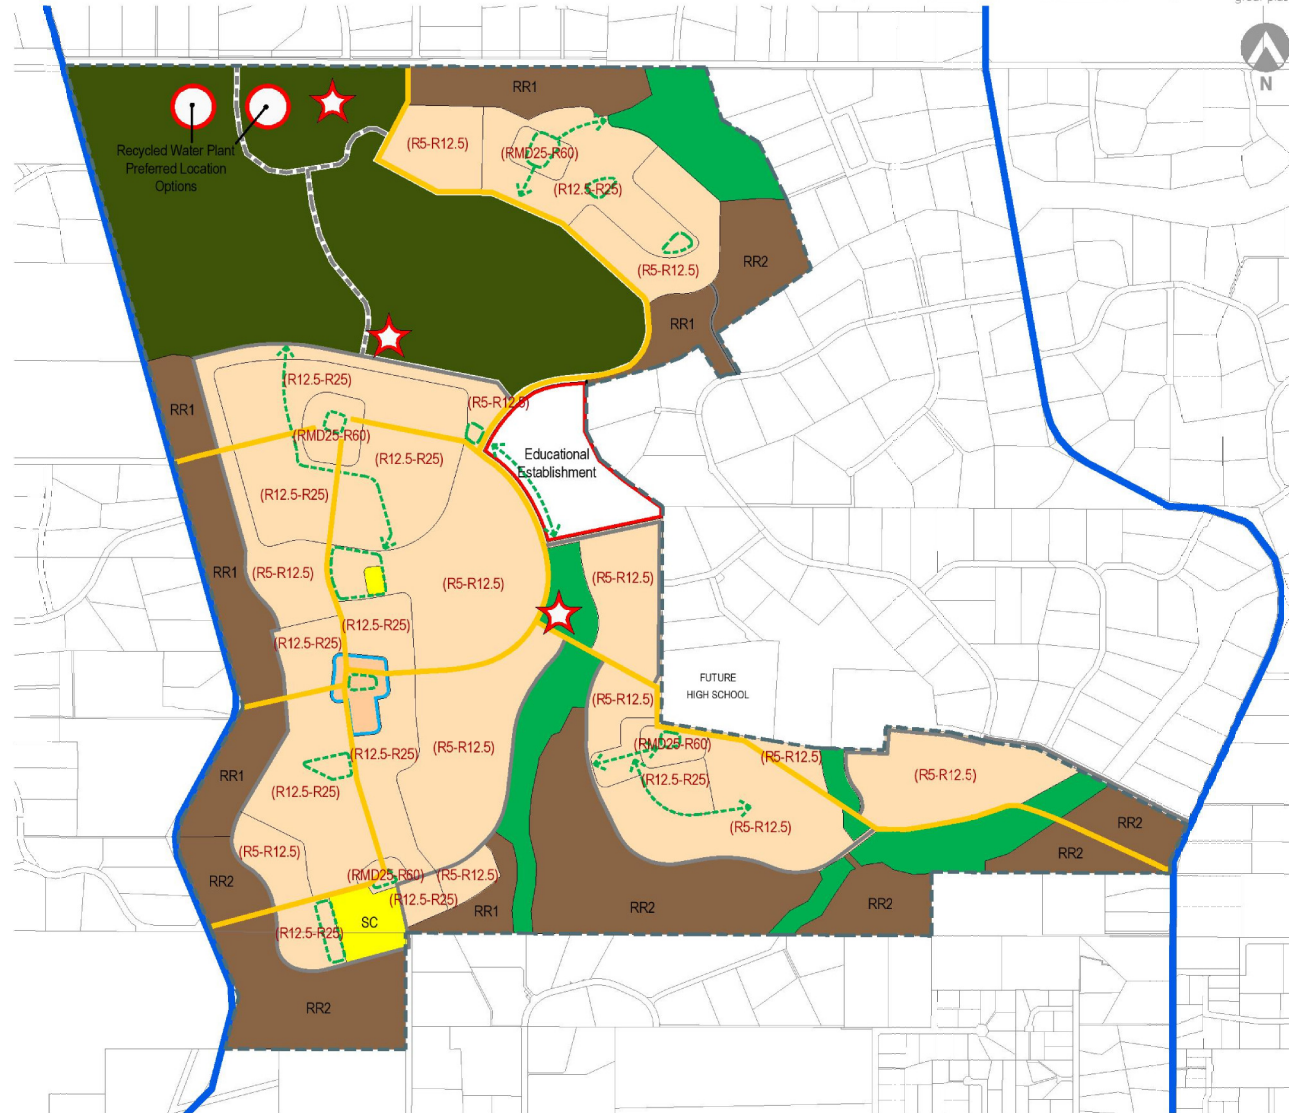 RR1
N
(R5-R12.5)
Recycled Water Plant
Preferred Location
Options
(RMD25-R60)
(R12.5-R25)
RR2
(R5-R12.5)
RR1
(R12.5-R25)
RR1
(R5-R12.5)
(RMD25-R60)
(R12.5-R25)
Educational
Establishment
(R12.5-R25)
RR1
(R5-R12.5)
(R5-R12.5)
(R5-R12.5)
(R12.5-R25)
(R12.5-R25)
FUTURE
HIGH SCHOOL
(R5-R12.5)
(RMD25-R60)
(R5-R12.5)
(R12.5-R25)
(R5-R12.5)
RR1
(R12.5-R25)
(R12.5-R25)
(R5-R12.5)
(R5-R12.5)
RR2
RR2
(R5-R12.5)
RR2
(RMD25-R60)
(R5-R12.5)
(R12.5-R25)
RR1
RR2
RR2
SC
(R12.5-R25)
RR2